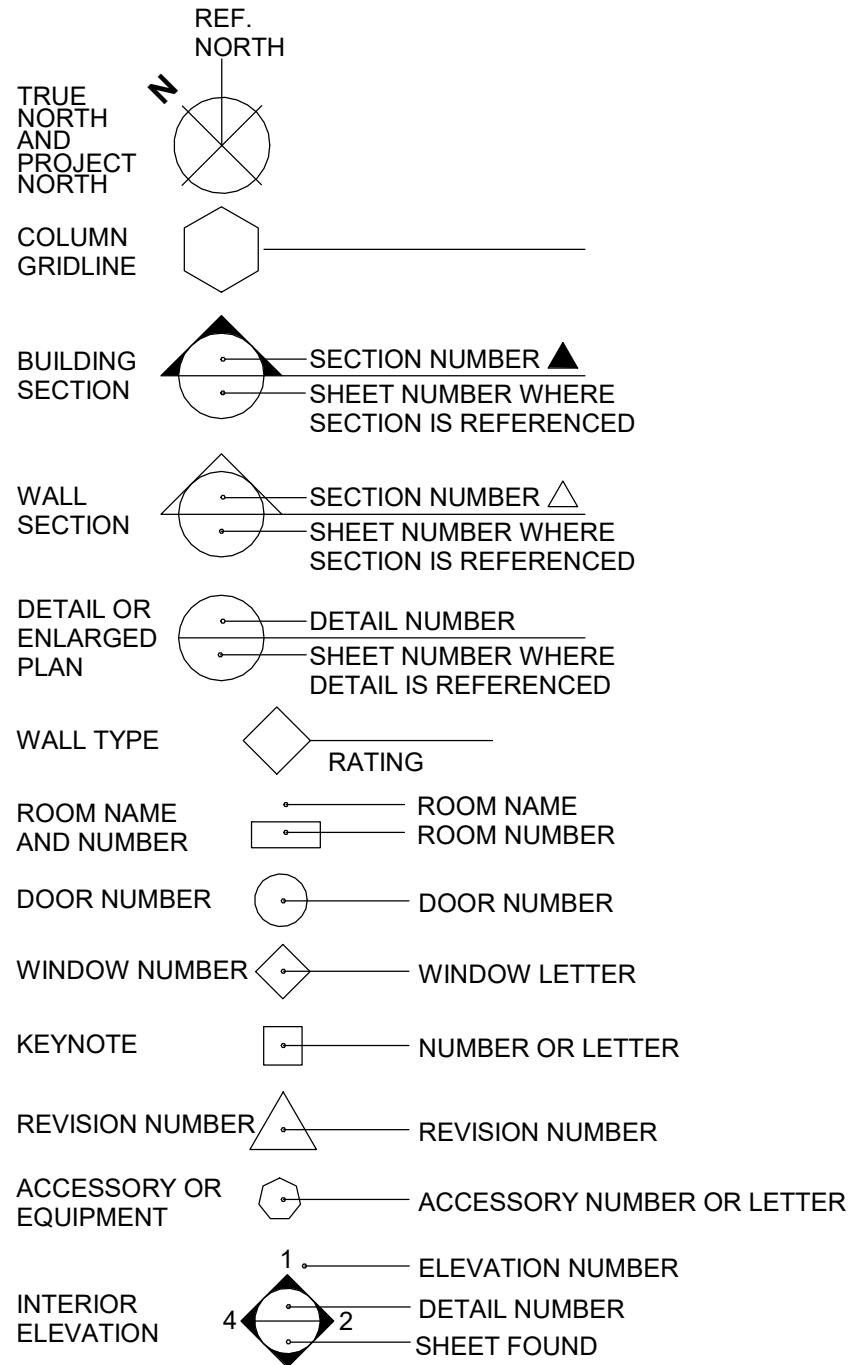 REF.
NORTH
N
TRUE
NORTH
AND
PROJECT
NORTH
COLUMN
GRIDLINE
BUILDING
SECTION
SECTION NUMBER
SHEET NUMBER WHERE
SECTION IS REFERENCED
WALL
SECTION
SECTION NUMBER
SHEET NUMBER WHERE
SECTION IS REFERENCED
DETAIL OR
ENLARGED
PLAN
DETAIL NUMBER
SHEET NUMBER WHERE
DETAIL IS REFERENCED
WALL TYPE
RATING
ROOM NAME
AND NUMBER
ROOM NAME
ROOM NUMBER
DOOR NUMBER
DOOR NUMBER
WINDOW NUMBER
WINDOW LETTER
KEYNOTE
NUMBER OR LETTER
REVISION NUMBER
REVISION NUMBER
ACCESSORY OR
EQUIPMENT
ACCESSORY NUMBER OR LETTER
INTERIOR
ELEVATION
1
4
2
ELEVATION NUMBER
DETAIL NUMBER
SHEET FOUND